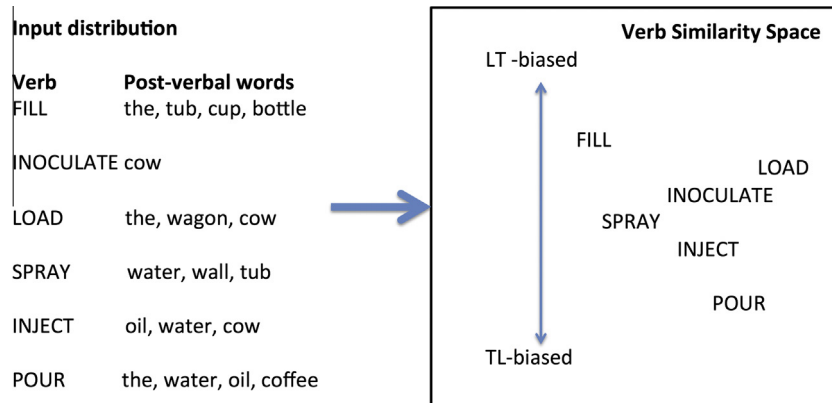 Input distribution
Verb Post-verbal words
FILL the, tub, cup, bottle
INOCULATE cow
LOAD the, wagon, cow
SPRAY water, wall, tub
INJECT oil, water, cow
POUR the, water, oil, coffee
Verb Similarity Space
LT -biased
FILL
LOAD
INOCULATE
SPRAY
INJECT
POUR
TL-biased